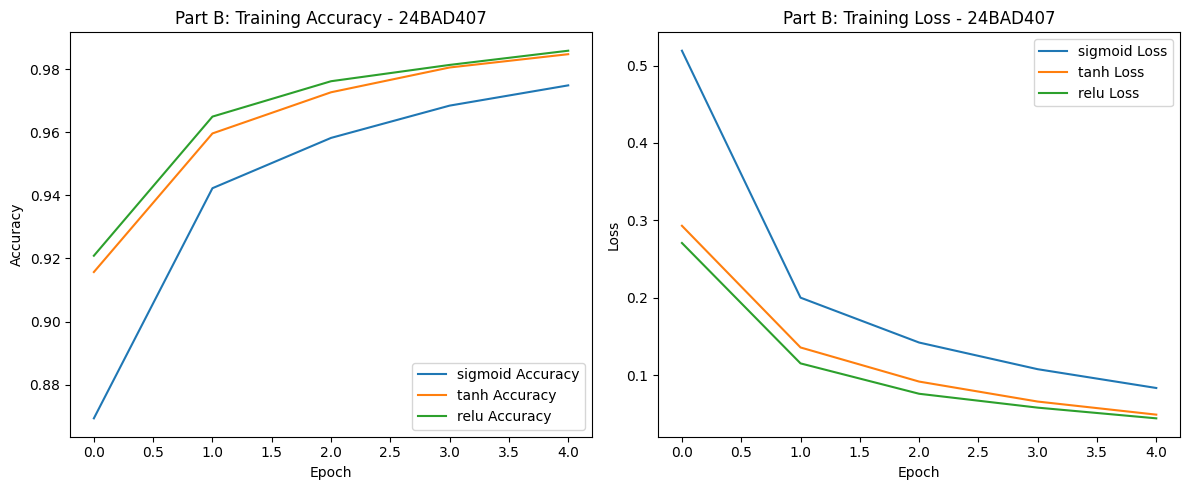 Part B: Training Accuracy - 24BAD407
Accuracy
0.98
0.96
0.94
0.92
0.90
0.88
sigmoid Accuracy
tanh Accuracy
relu Accuracy
0.0 0.5 1.0 1.5 2.0 2.5 3.0 3.5 4.0
Epoch
Part B: Training Loss - 24BAD407
Loss
0.5
0.4
0.3
0.2
0.1
sigmoid Loss
tanh Loss
relu Loss
0.0 0.5 1.0 1.5 2.0 2.5 3.0 3.5 4.0
Epoch